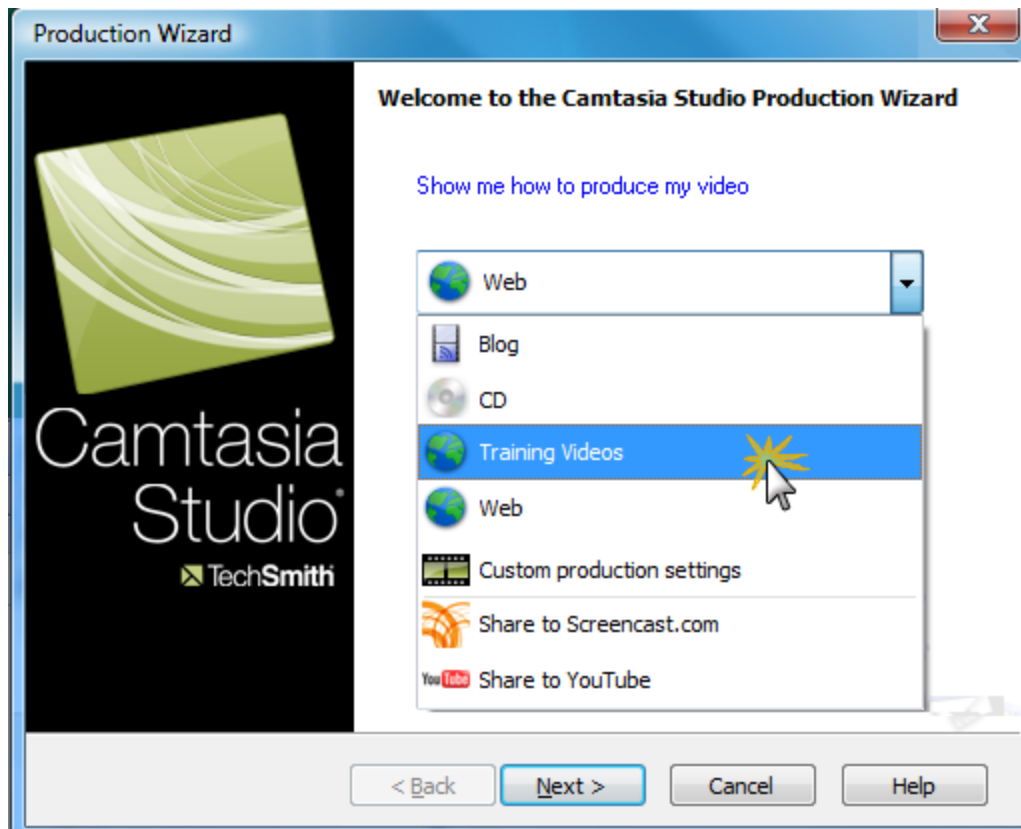 Production Wizard
Welcome to the Camtasia Studio Production Wizard
Show me how to produce my video
Web
Blog
CD
Training Videos
Web
Custom production settings
Share to Screencast.com
You Tube Share to YouTube
Camtasia
Studio®
TechSmith
< Back
Next >
Cancel
Help